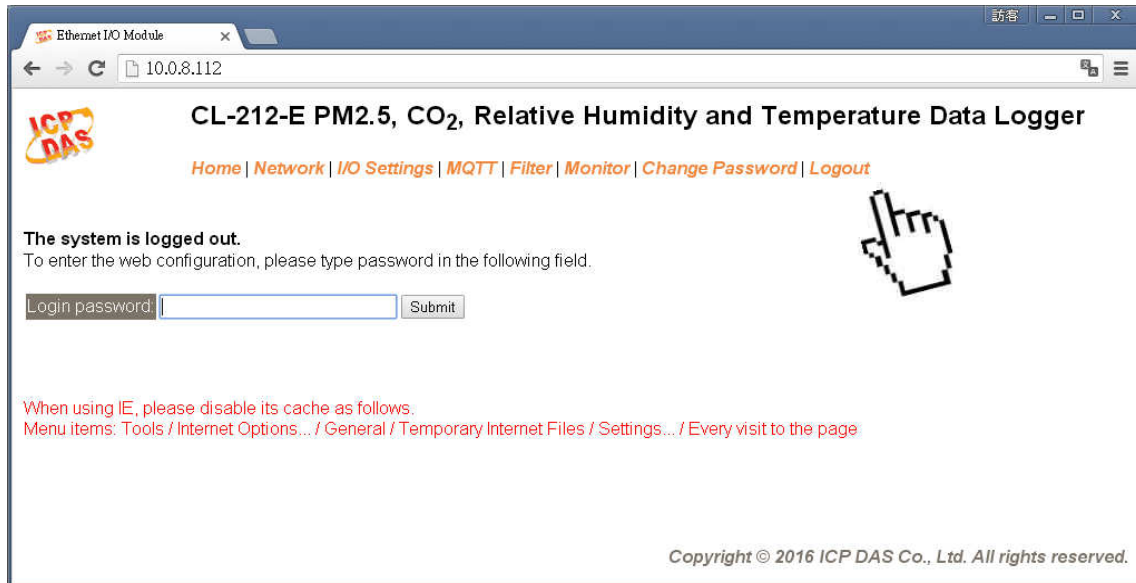 訪客
Ethernet I/O Module
10.0.8.112
ICP DAS
CL-212-E PM2.5, CO₂, Relative Humidity and Temperature Data Logger
Home | Network | I/O Settings | MQTT | Filter | Monitor | Change Password | Logout
The system is logged out.
To enter the web configuration, please type password in the following field.
Login password: Submit
When using IE, please disable its cache as follows.
Menu items: Tools / Internet Options... / General / Temporary Internet Files / Settings... / Every visit to the page
Copyright © 2016 ICP DAS Co., Ltd. All rights reserved.